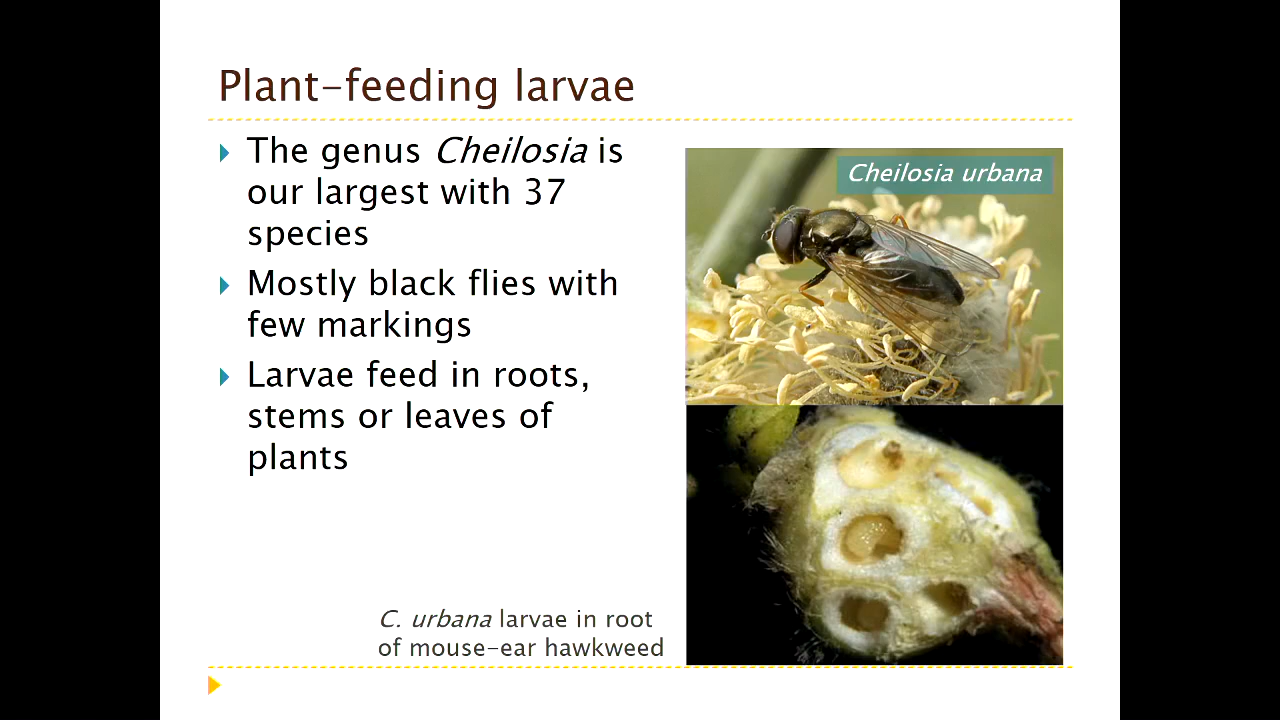 Plant-feeding larvae
The genus Cheilosia is
our largest with 37
species
Mostly black flies with
few markings
Larvae feed in roots,
stems or leaves of
plants
Cheilosia urbana
C. urbana larvae in root
of mouse-ear hawkweed